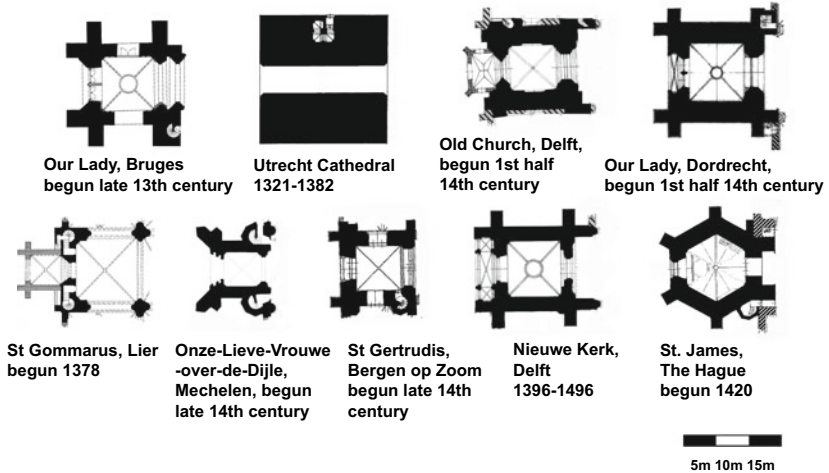 Our Lady, Bruges
begun late 13th century
Utrecht Cathedral
1321-1382
Old Church, Delft,
begun 1st half
14th century
Our Lady, Dordrecht,
begun 1st half 14th century
St Gommarus, Lier
begun 1378
Onze-Lieve-Vrouwe
-over-de-Dijle,
Mechelen, begun
late 14th century
St Gertrudis,
Bergen op Zoom
begun late 14th
century
Nieuwe Kerk,
Delft
1396-1496
St. James,
The Hague
begun 1420
5m 10m 15m